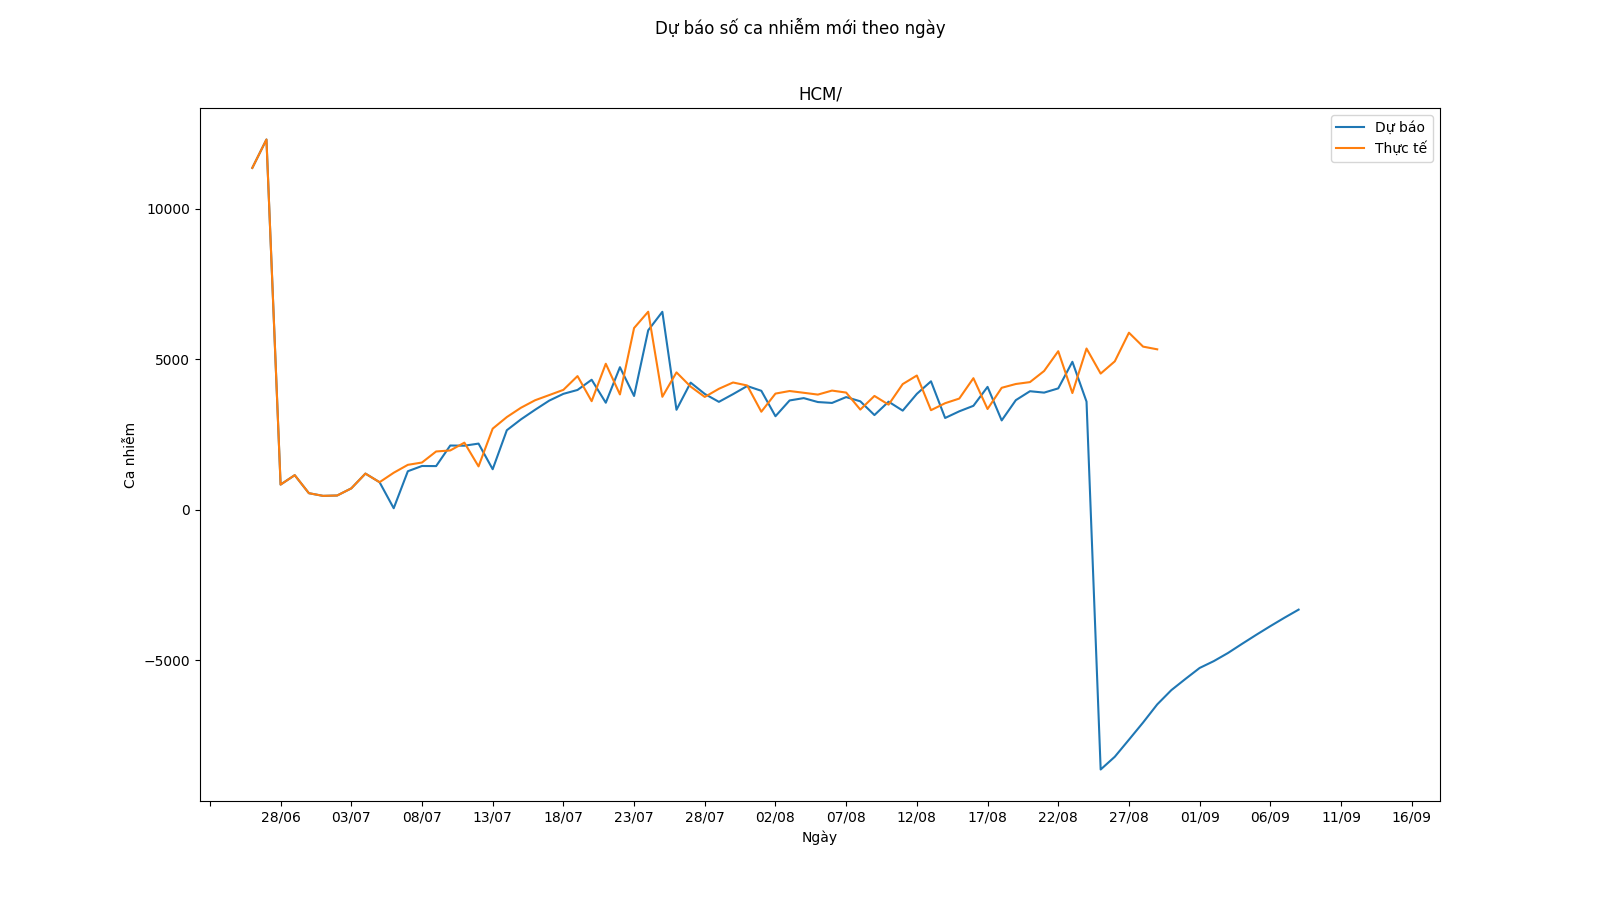 Dự báo số ca nhiễm mới theo ngày
HCM/
Dự báo
Thực tế
10000
5000
0
−5000
Ca nhiễm
28/06 03/07 08/07 13/07 18/07 23/07 28/07 02/08 07/08 12/08 17/08 22/08 27/08 01/09 06/09 11/09 16/09
Ngày